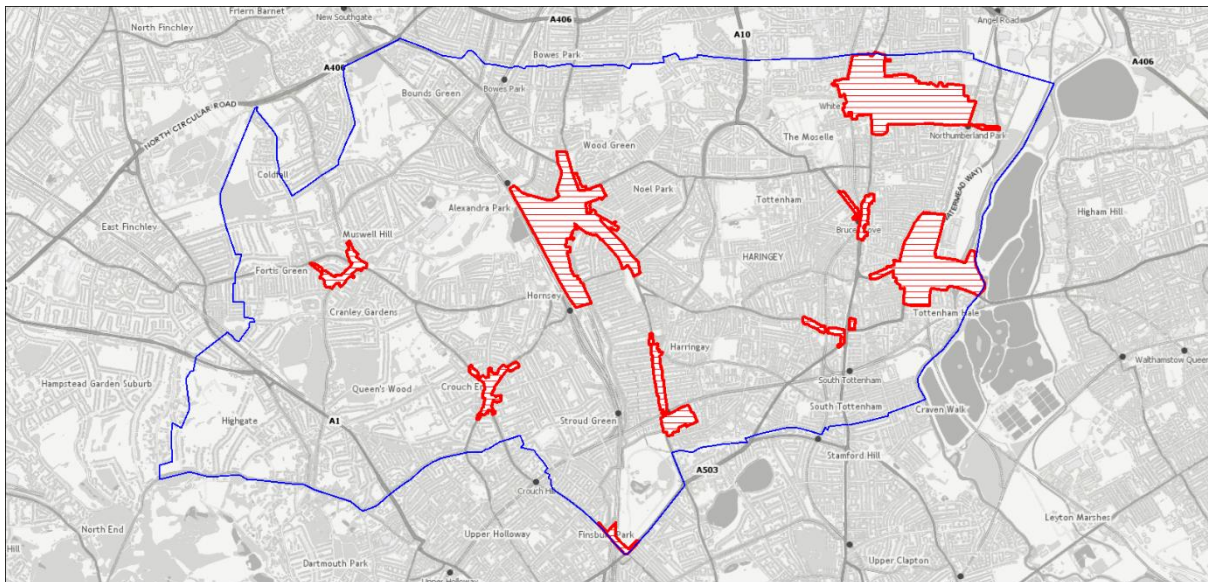 Friern Barnet
New Southgate
A406
Angel Road
North Finchley
A10
Bowes Park
A406
A406
Bounds Green
Bowes Park
White
NORTH CIRCULAR ROAD
The Moselle
Northumberland Park
Wood Green
Coldfall
Noel Park
Tottenham
Alexandra Park
Higham Hill
East Finchley
Muswell Hill
Bruce Grove
HARINGEY
Fortis Green
Hornsey
Cranley Gardens
Tottenham Hale
Harringay
Walthamstow Queen
Hampstead Garden Suburb
Queen's Wood
Crouch En
South Tottenham
South Tottenham
Craven Walk
Highgate
A1
Stroud Green
Stamford Hill
A503
Crouch Hill
Leyton Marshes
North End
Upper Holloway
Finsbury Park
Hill
Dartmouth Park
Upper Clapton
Upper Holloway